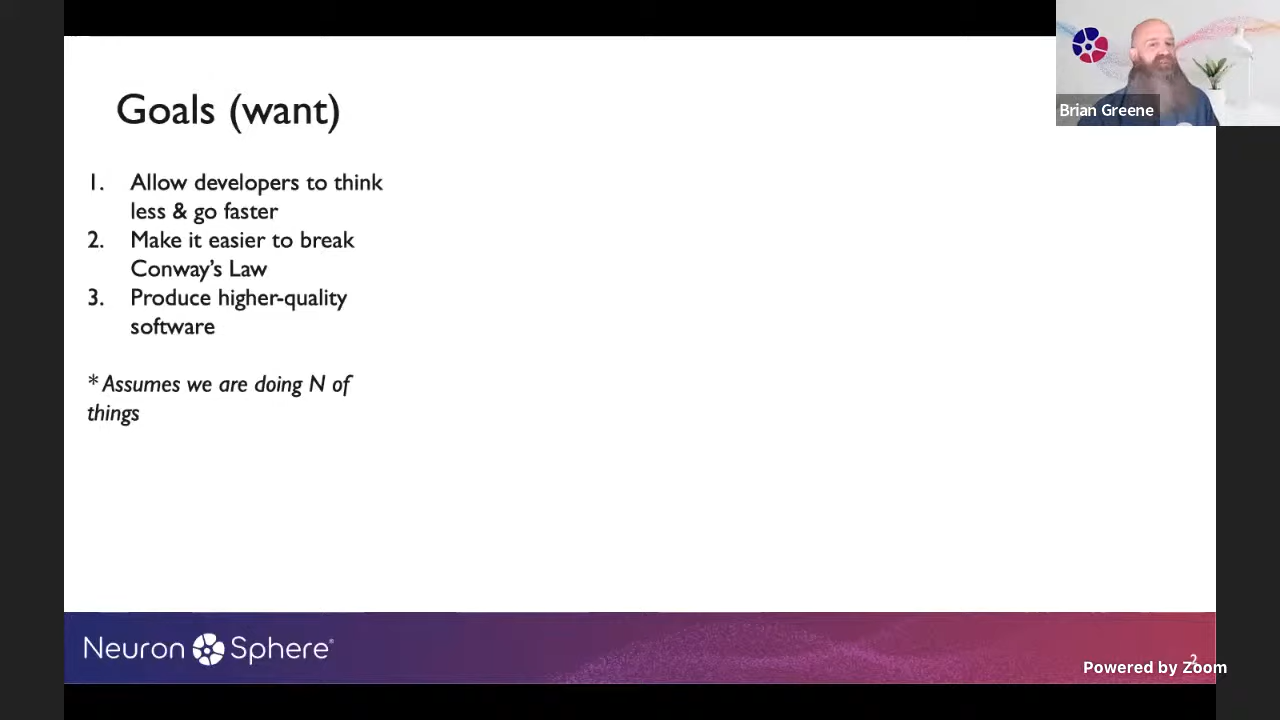 Goals (want)
1. Allow developers to think
less & go faster
2. Make it easier to break
Conway's Law
3. Produce higher-quality
software
* Assumes we are doing N of
things
Brian Greene
Neuron Sphere®
2
Powered by Zoom